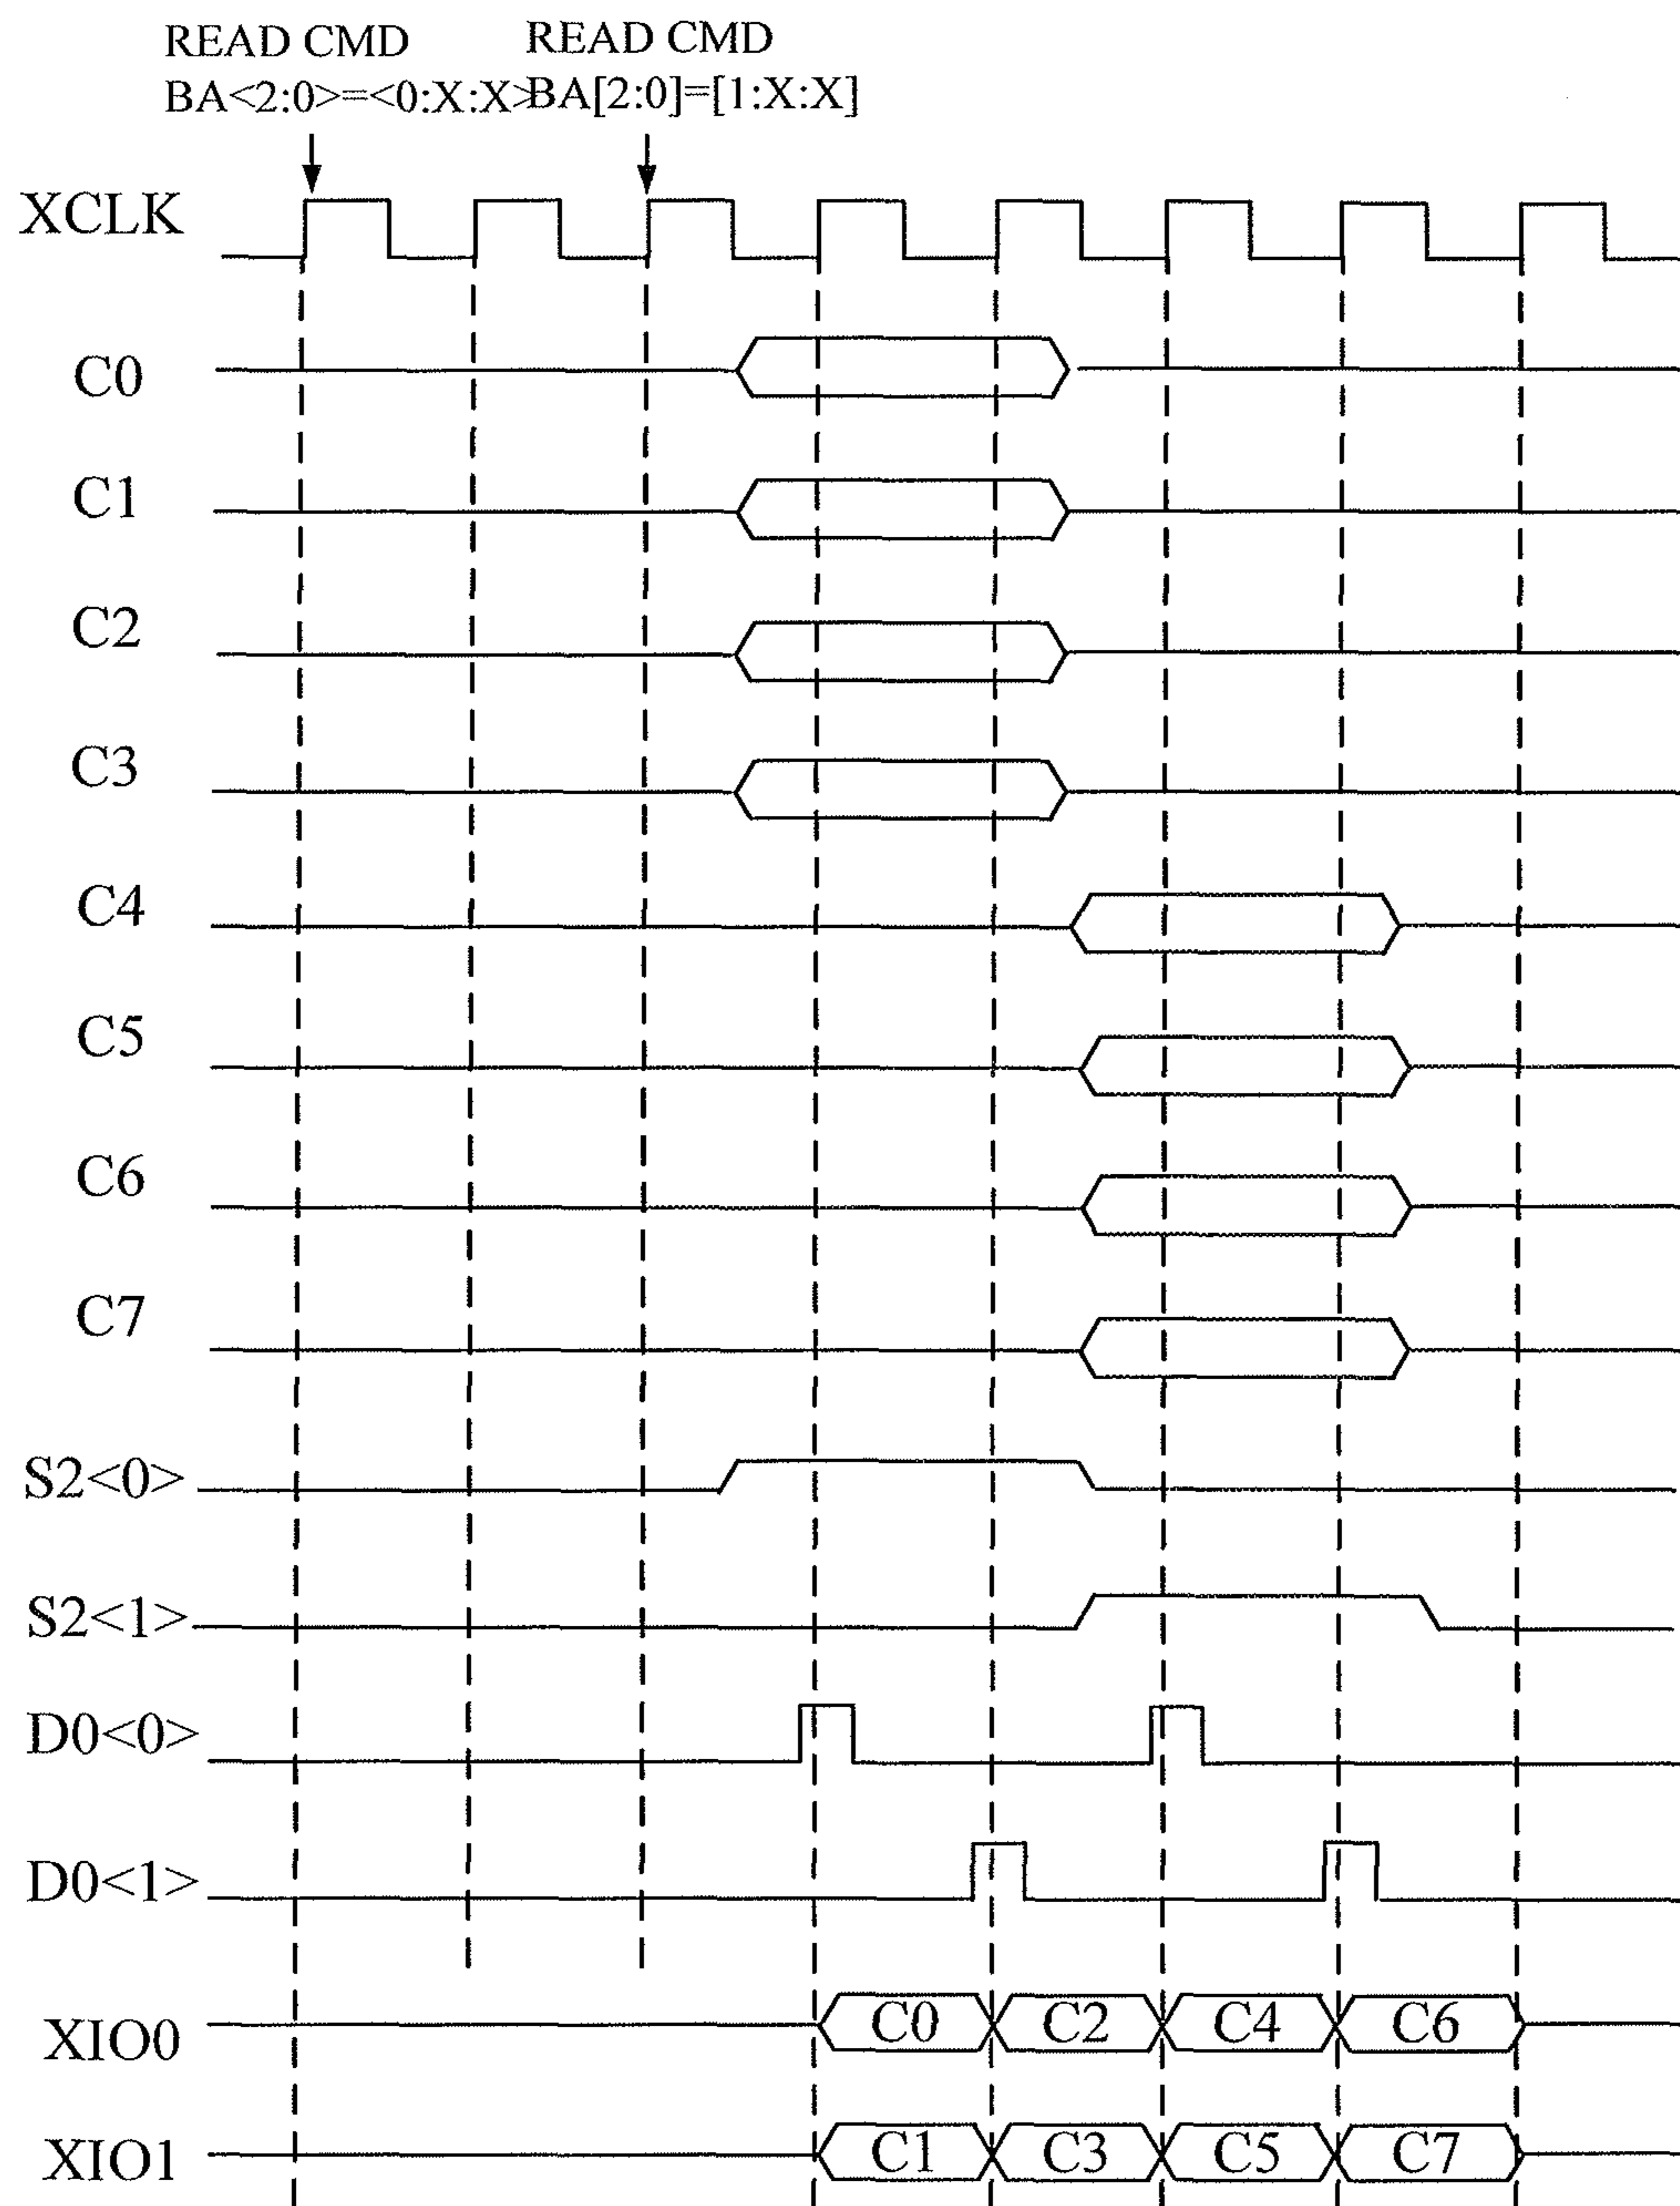 READ CMD
BA<2:0>=<0:X:X>
READ CMD
BA[2:0]=[1:X:X]
XCLK
C0
C1
C2
C3
C4
C5
C6
C7
S2<0>
S2<1>
D0<0>
D0<1>
XIO0 C0 C2 C4 C6
XIO1 C1 C3 C5 C7